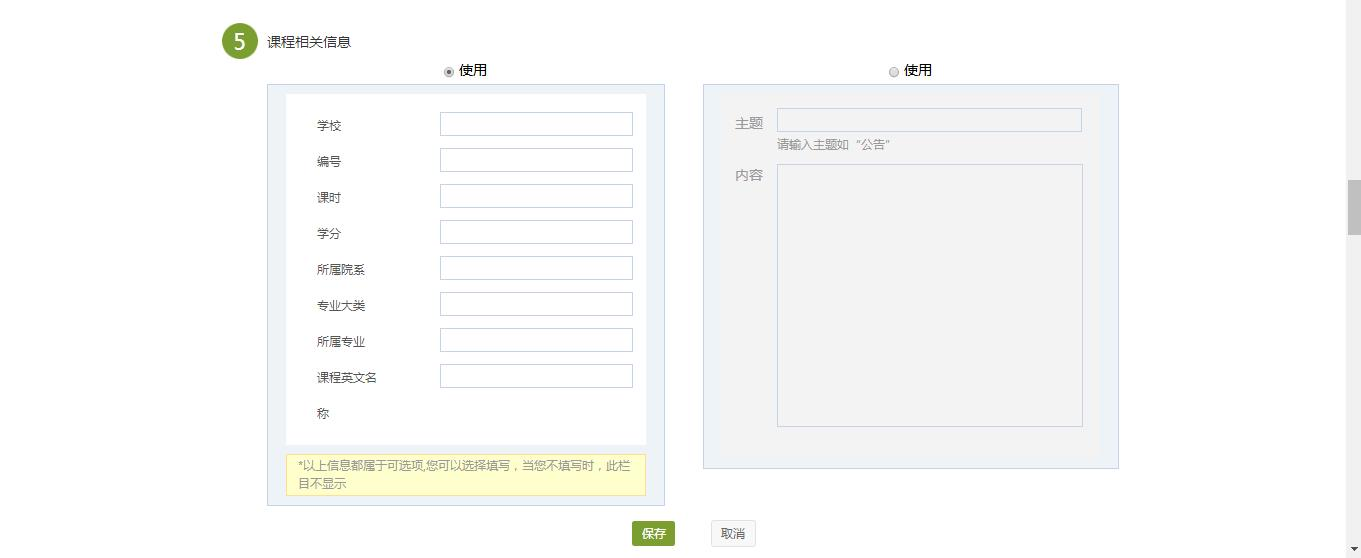 5 课程相关信息
使用
学校
编号
课时
学分
所属院系
专业大类
所属专业
课程英文名
称
*以上信息都属于可选项,您可以选择填写，当您不填写时，此栏
目不显示
使用
主题
请输入主题如“公告”
内容
保存 取消